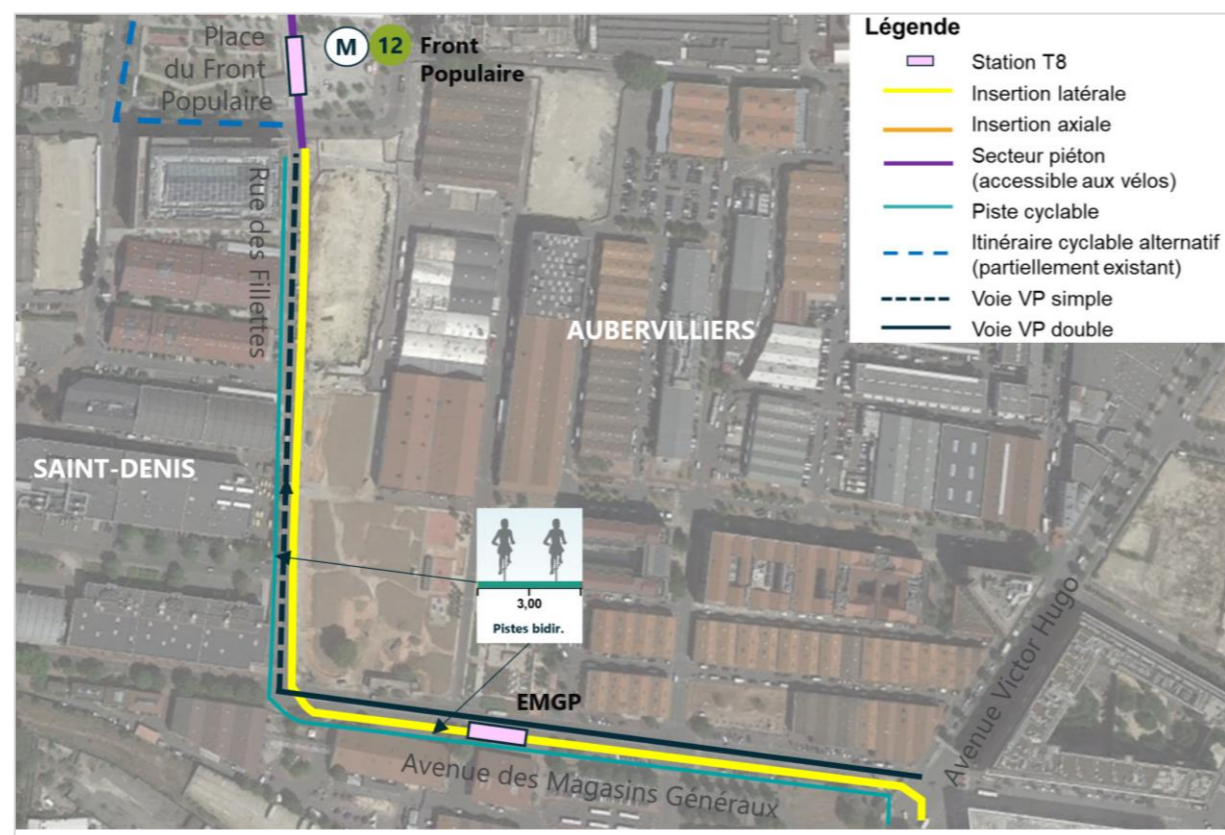 Place
du Front
Populaire
M 12 Front
Populaire
Légende
Station T8
Insertion latérale
Insertion axiale
Secteur piéton
(accessible aux vélos)
Piste cyclable
Itinéraire cyclable alternatif
(partiellement existant)
Voie VP simple
Voie VP double
Rue des Fillettes
AUBERVILLIERS
SAINT-DENIS
3,00
Pistes bidir.
EMGP
Avenue des Magasins Généraux
Avenue Victor Hugo